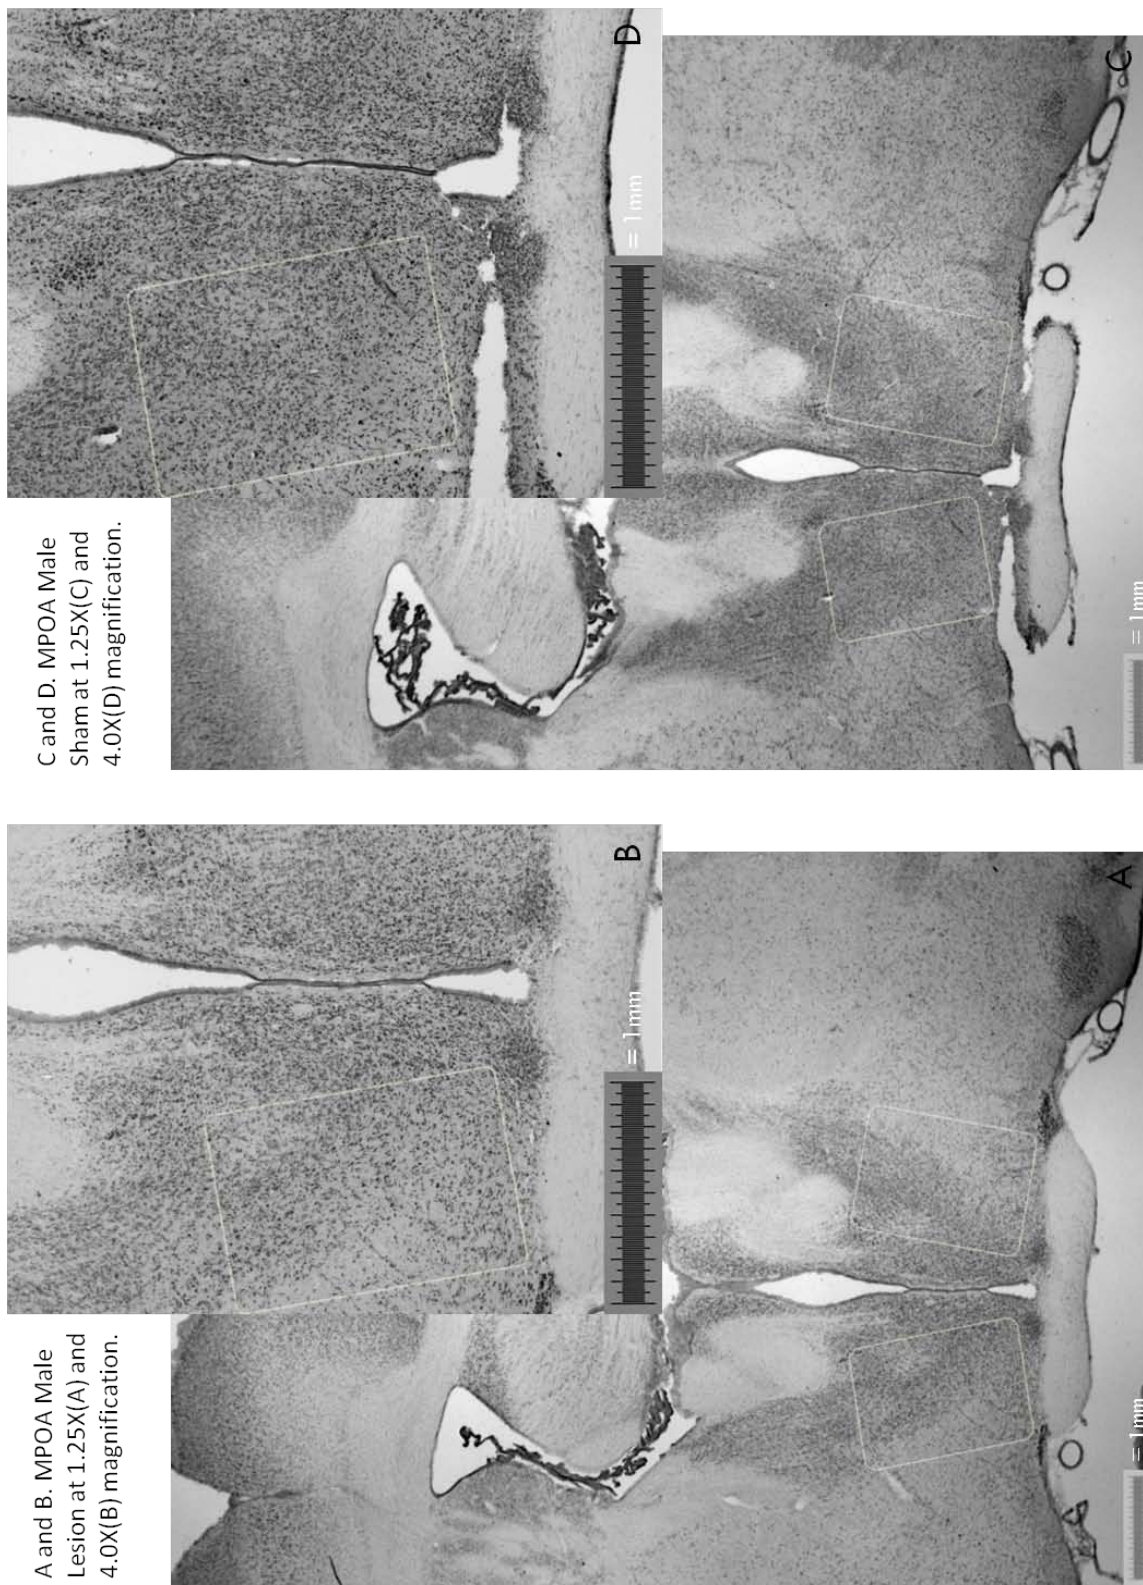 A and B. MPOA Male
Lesion at 1.25X(A) and
4.0X(B) magnification.
B
= 1mm
A
= 1mm
C and D. MPOA Male
Sham at 1.25X(C) and
4.0X(D) magnification.
D
= 1mm
C
= 1mm